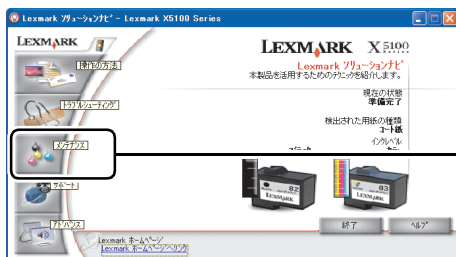 Lexmark ソリューションナビ - Lexmark X5100 Series
LEXMARK
LEXMARK X5100
SERIES
Lexmark ソリューションナビ
本製品を活用するためのテクニックを紹介します。
操作の方法
トラブルシューティング
メンテナンス
サポート
アドバンス
現在の状態
準備完了
検出された用紙の種類
コート紙
インクレベル
82
LEXMARK
83
LEXMARK
終了
ヘルプ
Lexmark ホームページ
Lexmark ホームページへリンク